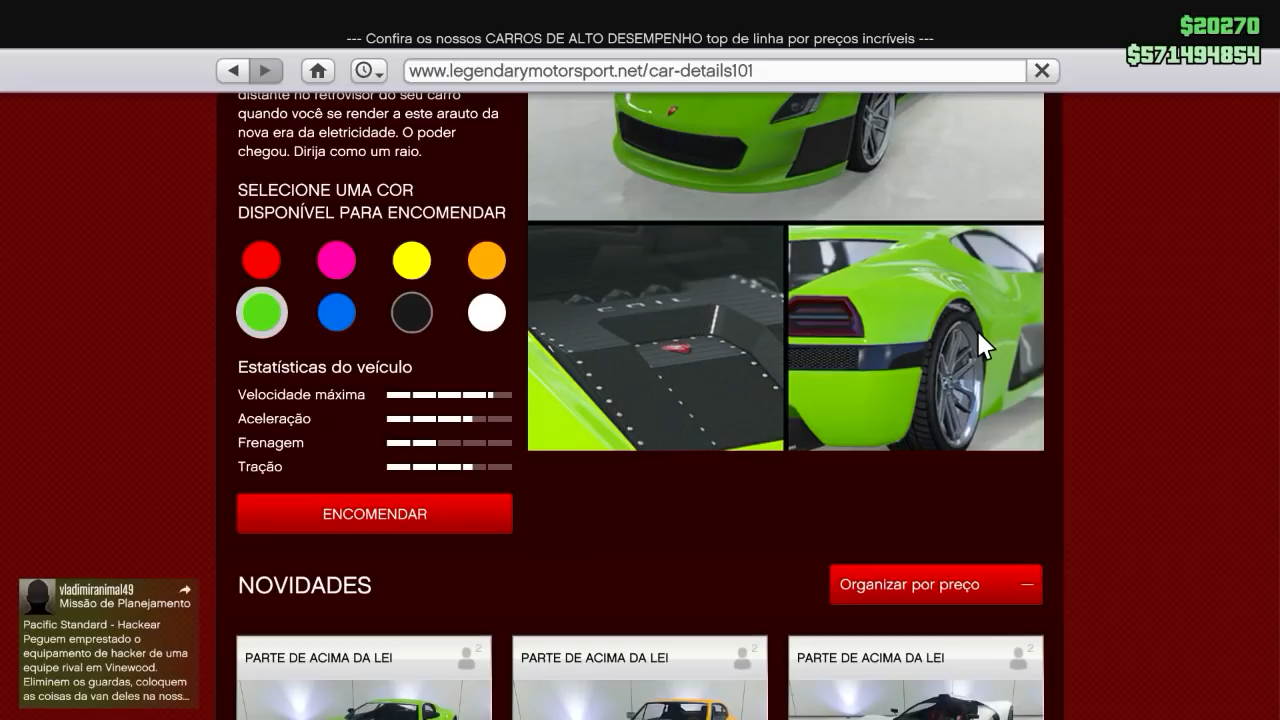 --- Confira os nossos CARROS DE ALTO DESEMPENHO top de linha por preços incríveis ---
$20270
$571494854
www.legendarymotorsport.net/car-details101
distante no retrovisor do seu carro
quando você se render a este arauto da
nova era da eletricidade. O poder
chegou. Dirija como um raio.
SELECIONE UMA COR
DISPONÍVEL PARA ENCOMENDAR
COIL
Estatísticas do veículo
Velocidade máxima
Aceleração
Frenagem
Tração
ENCOMENDAR
NOVIDADES
Organizar por preço
PARTE DE ACIMA DA LEI
2
PARTE DE ACIMA DA LEI
2
PARTE DE ACIMA DA LEI
2
vladimiranimal49
Missão de Planejamento
Pacific Standard - Hackear
Peguem emprestado o
equipamento de hacker de uma
equipe rival em Vinewood.
Eliminem os guardas, coloquem
as coisas da van deles na noss...